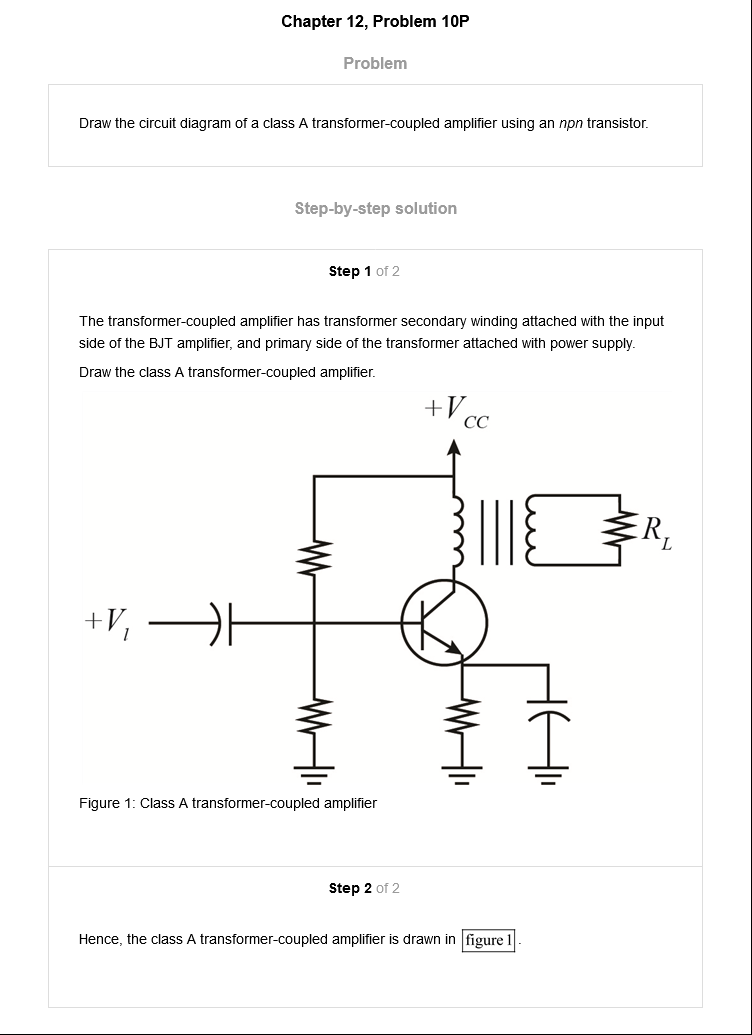 Chapter 12, Problem 10P
Problem
Draw the circuit diagram of a class A transformer-coupled amplifier using an npn transistor.
Step-by-step solution
Step 1 of 2
The transformer-coupled amplifier has transformer secondary winding attached with the input
side of the BJT amplifier, and primary side of the transformer attached with power supply.
Draw the class A transformer-coupled amplifier.
+V_CC
R_L
+V_1
Figure 1: Class A transformer-coupled amplifier
Step 2 of 2
Hence, the class A transformer-coupled amplifier is drawn in figure 1.